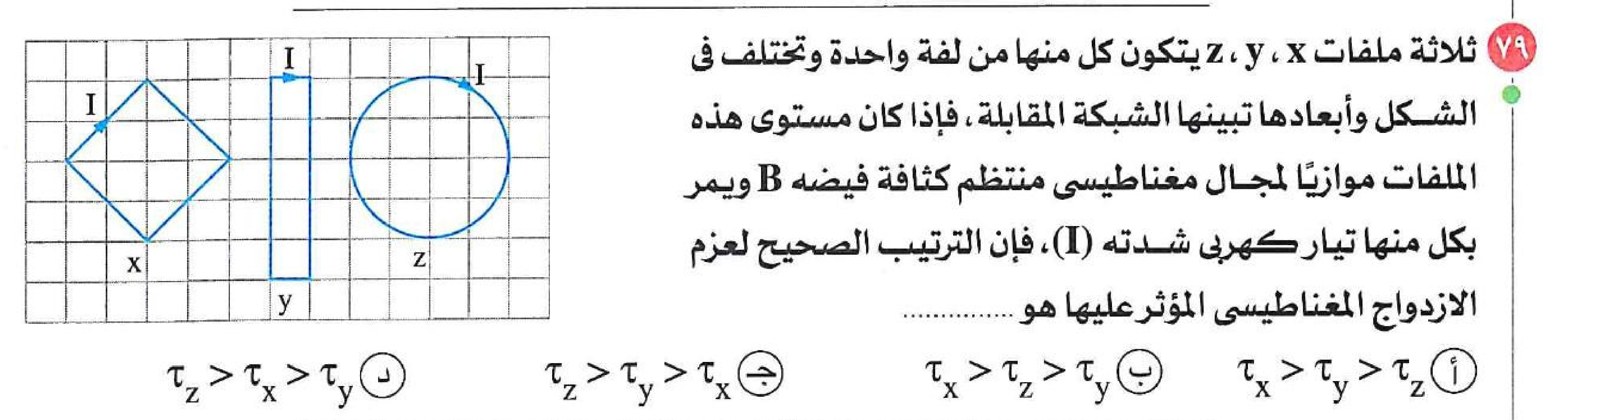 ٧٩ ثلاثة ملفات z ، y ، x يتكون كل منها من لفة واحدة وتختلف فى
الشكل وأبعادها تبينها الشبكة المقابلة، فإذا كان مستوى هذه
الملفات موازيًا لمجال مغناطيسى منتظم كثافة فيضه B ويمر
بكل منها تيار كهربى شدته (I)، فإن الترتيب الصحيح لعزم
الازدواج المغناطيسى المؤثر عليها هو ...............
I
I
I
x
y
z
أ τx > τy > τz
ب τx > τz > τy
جـ τz > τy > τx
د τz > τx > τy